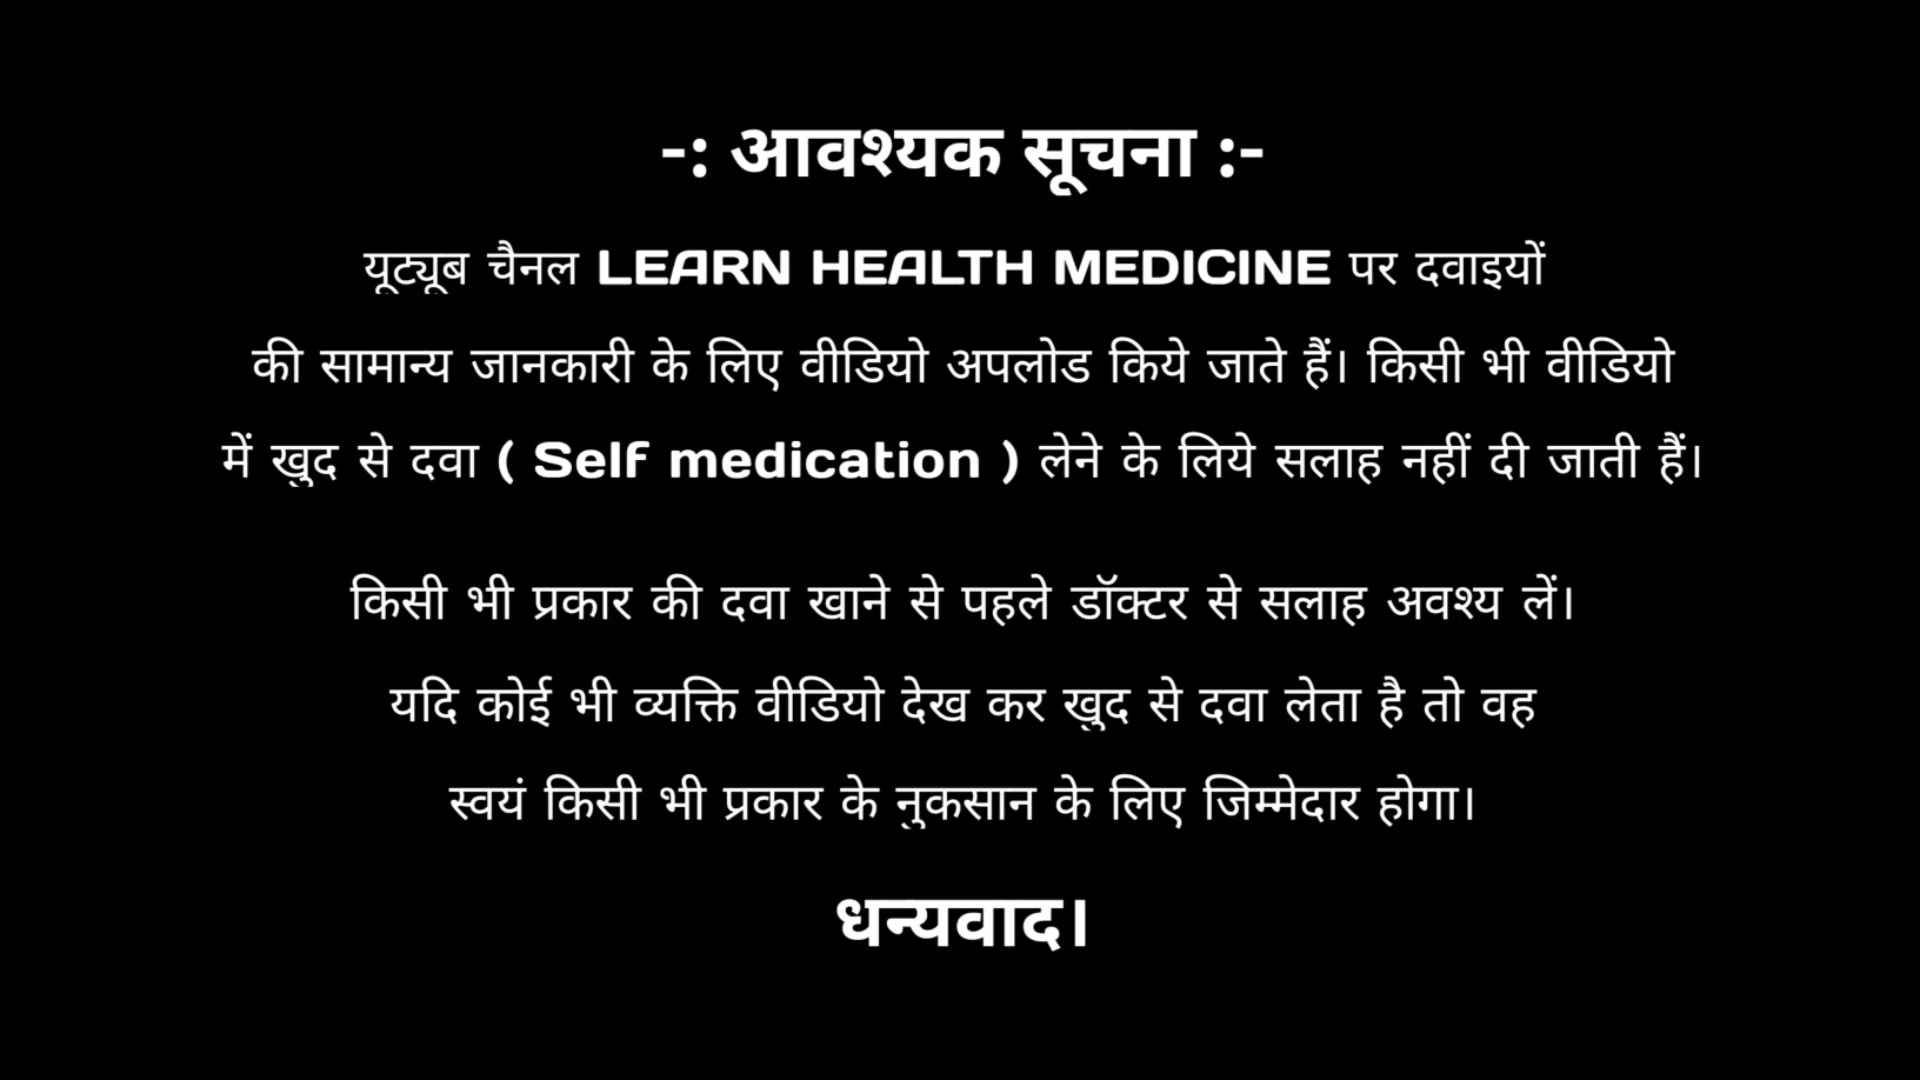 -: आवश्यक सूचना :-
यूट्यूब चैनल LEARN HEALTH MEDICINE पर दवाइयों
की सामान्य जानकारी के लिए वीडियो अपलोड किये जाते हैं। किसी भी वीडियो
में खुद से दवा ( Self medication ) लेने के लिये सलाह नहीं दी जाती हैं।
किसी भी प्रकार की दवा खाने से पहले डॉक्टर से सलाह अवश्य लें।
यदि कोई भी व्यक्ति वीडियो देख कर खुद से दवा लेता है तो वह
स्वयं किसी भी प्रकार के नुकसान के लिए जिम्मेदार होगा।
धन्यवाद।